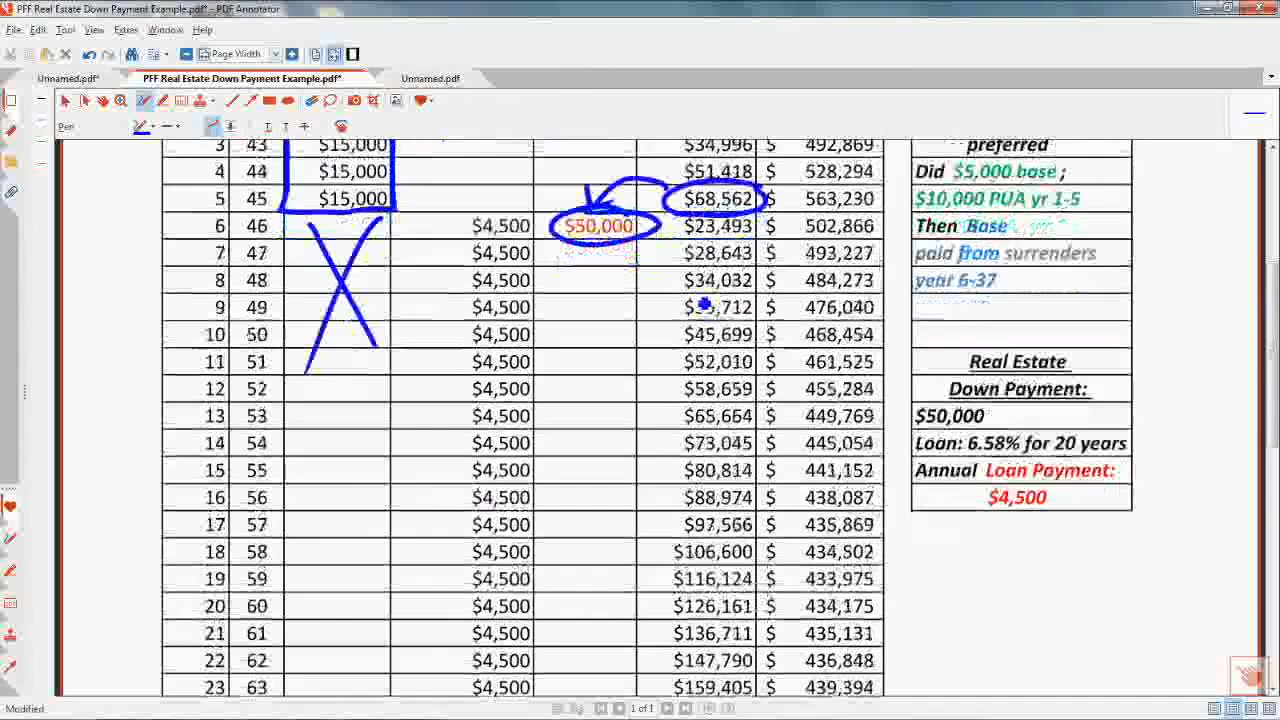 PFF Real Estate Down Payment Example.pdf* - PDF Annotator
File Edit Tool View Extras Window Help
Page Width
Unnamed.pdf* PFF Real Estate Down Payment Example.pdf* Unnamed.pdf
Pen
3 43 $15,000 $34,996 $ 492,869
4 44 $15,000 $51,418 $ 528,294
5 45 $15,000 $68,562 $ 563,230
6 46 $4,500 $50,000 $23,493 $ 502,866
7 47 $4,500 $28,643 $ 493,227
8 48 $4,500 $34,032 $ 484,273
9 49 $4,500 $ 476,040
10 50 $4,500 $45,699 $ 468,454
11 51 $4,500 $52,010 $ 461,525
12 52 $4,500 $58,659 $ 455,284
13 53 $4,500 $65,664 $ 449,769
14 54 $4,500 $73,045 $ 445,054
15 55 $4,500 $80,814 $ 441,152
16 56 $4,500 $88,974 $ 438,087
17 57 $4,500 $97,566 $ 435,869
18 58 $4,500 $106,600 $ 434,502
19 59 $4,500 $116,124 $ 433,975
20 60 $4,500 $126,161 $ 434,175
21 61 $4,500 $136,711 $ 435,131
22 62 $4,500 $147,790 $ 436,848
23 63 $4,500 $159,405 $ 439,394
preferred
Did $5,000 base ;
$10,000 PUA yr 1-5
Then Base
paid from surrenders
year 6-37
Real Estate
Down Payment:
$50,000
Loan: 6.58% for 20 years
Annual Loan Payment:
$4,500
Modified
1 of 1